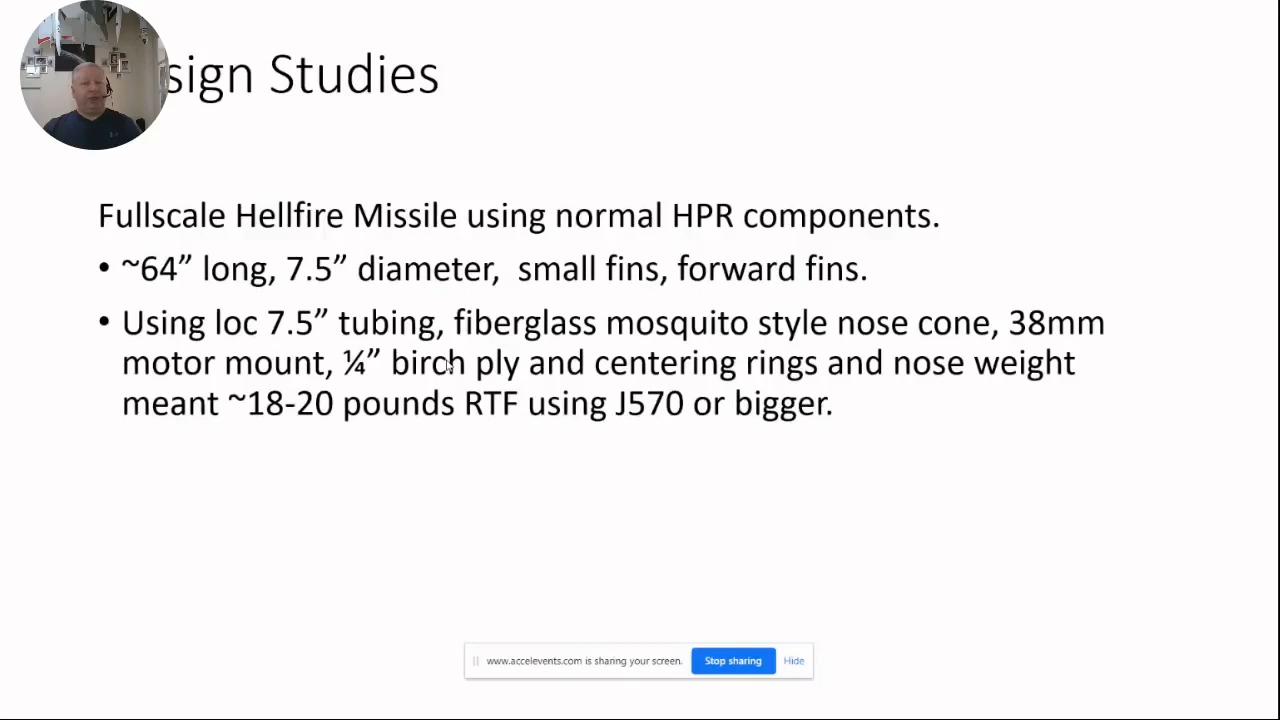 sign Studies
Fullscale Hellfire Missile using normal HPR components.
• ~64” long, 7.5” diameter,  small fins, forward fins.
• Using loc 7.5” tubing, fiberglass mosquito style nose cone, 38mm
motor mount, ¼” birch ply and centering rings and nose weight
meant ~18-20 pounds RTF using J570 or bigger.
www.accelevents.com is sharing your screen. Stop sharing Hide